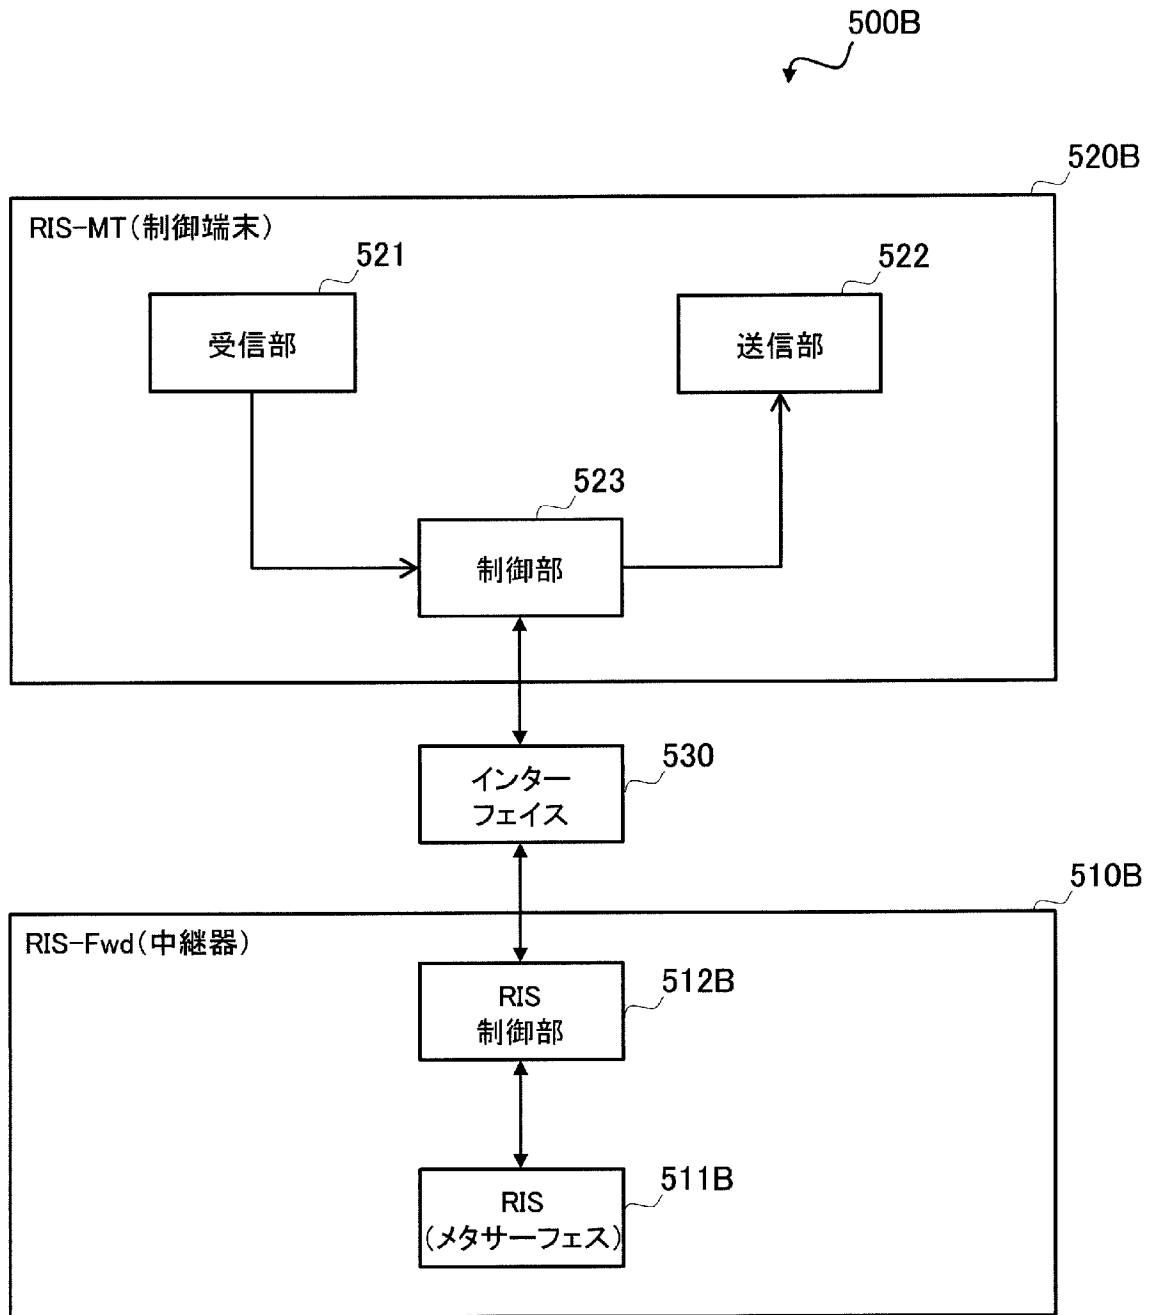 500B
520B
RIS-MT(制御端末)
521
522
受信部
送信部
523
制御部
530
インター
フェイス
510B
RIS-Fwd(中継器)
512B
RIS
制御部
511B
RIS
(メタサーフェス)